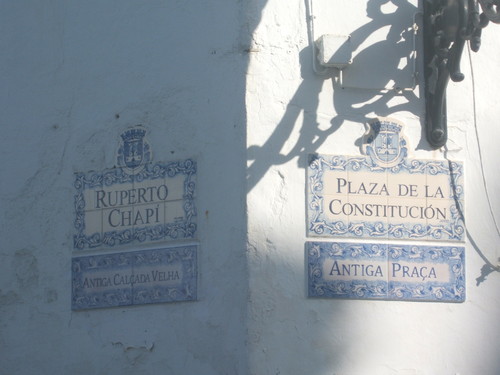 RUPERTO
CHAPÍ
ANTIGA CALÇADA VELHA
PLAZA DE LA
CONSTITUCIÓN
ANTIGA PRAÇA